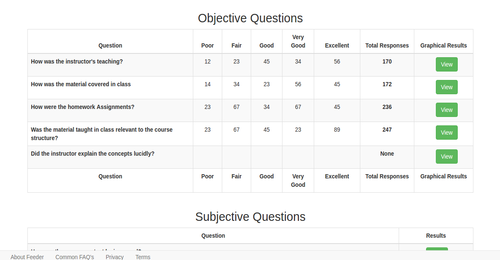 Objective Questions
Question Poor Fair Good Very Good Excellent Total Responses Graphical Results
How was the instructor's teaching? 12 23 45 34 56 170 View
How was the material covered in class 14 34 23 56 45 172 View
How were the homework Assignments? 23 67 34 67 45 236 View
Was the material taught in class relevant to the course structure? 23 67 45 23 89 247 View
Did the instructor explain the concepts lucidly? None View
Question Poor Fair Good Very Good Excellent Total Responses Graphical Results
Subjective Questions
Question Results
About Feeder Common FAQ's Privacy Terms